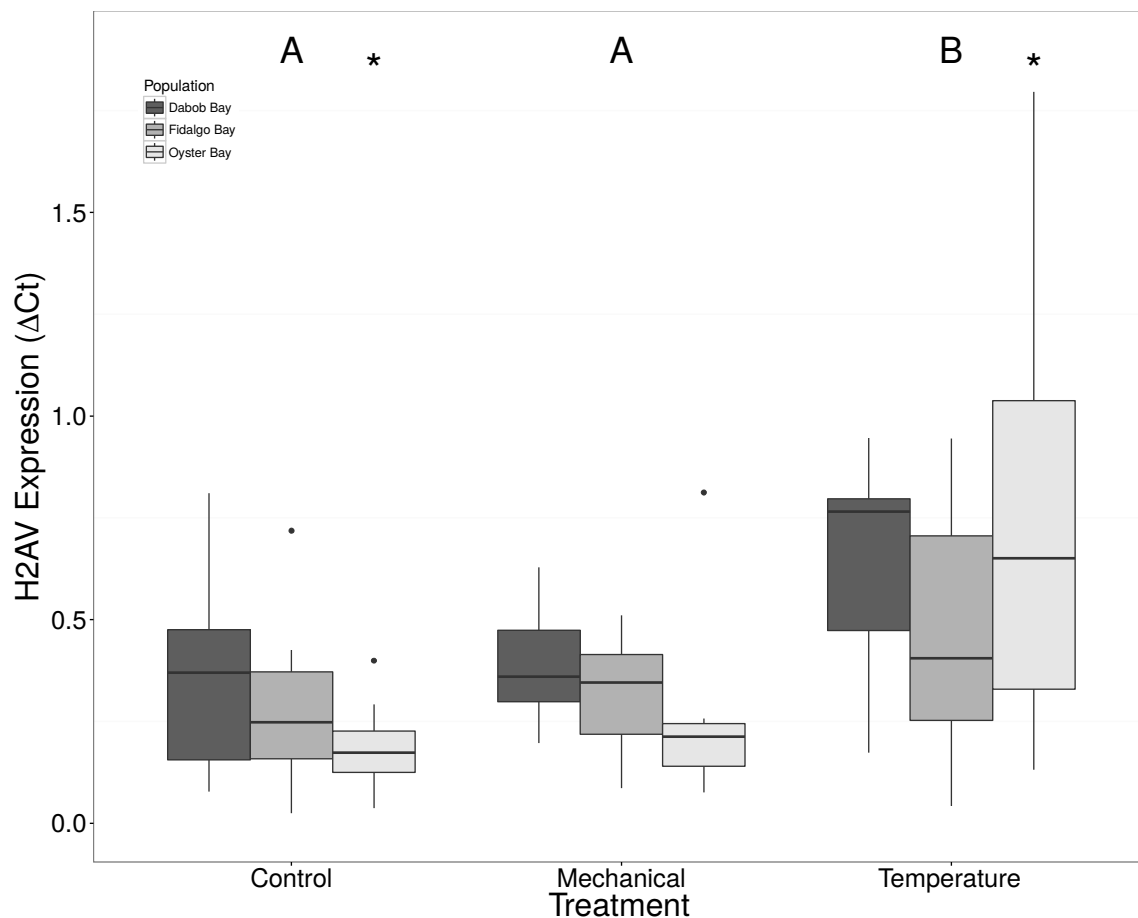 A A B
* *
Population
Dabob Bay
Fidalgo Bay
Oyster Bay
H2AV Expression (ΔCt)
1.5
1.0
0.5
0.0
Control Mechanical Temperature
Treatment